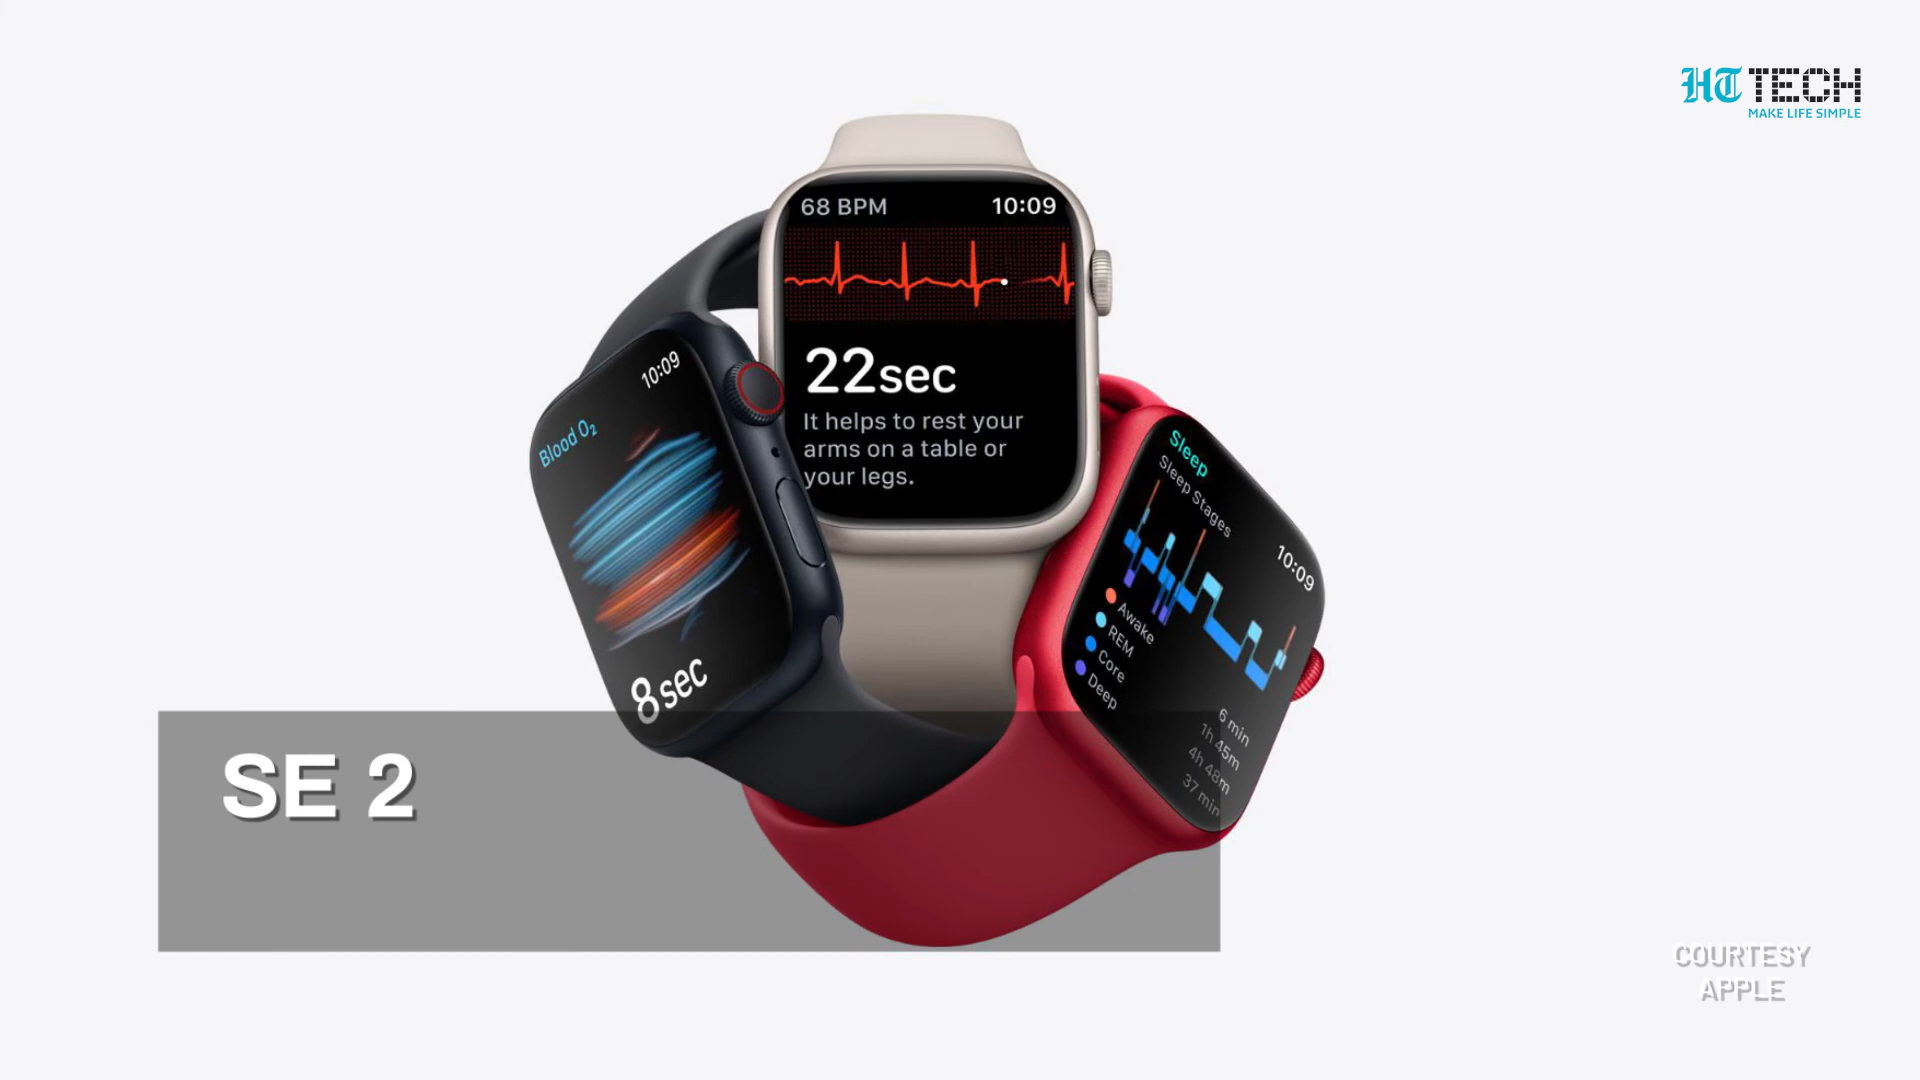 HT TECH
MAKE LIFE SIMPLE
68 BPM 10:09
22sec
It helps to rest your
arms on a table or
your legs.
10:09
Blood O₂
8sec
Sleep
Sleep Stages
10:09
Awake
REM
Core
Deep
6 min
1h 45m
4h 48m
37 min
SE 2
COURTESY
APPLE